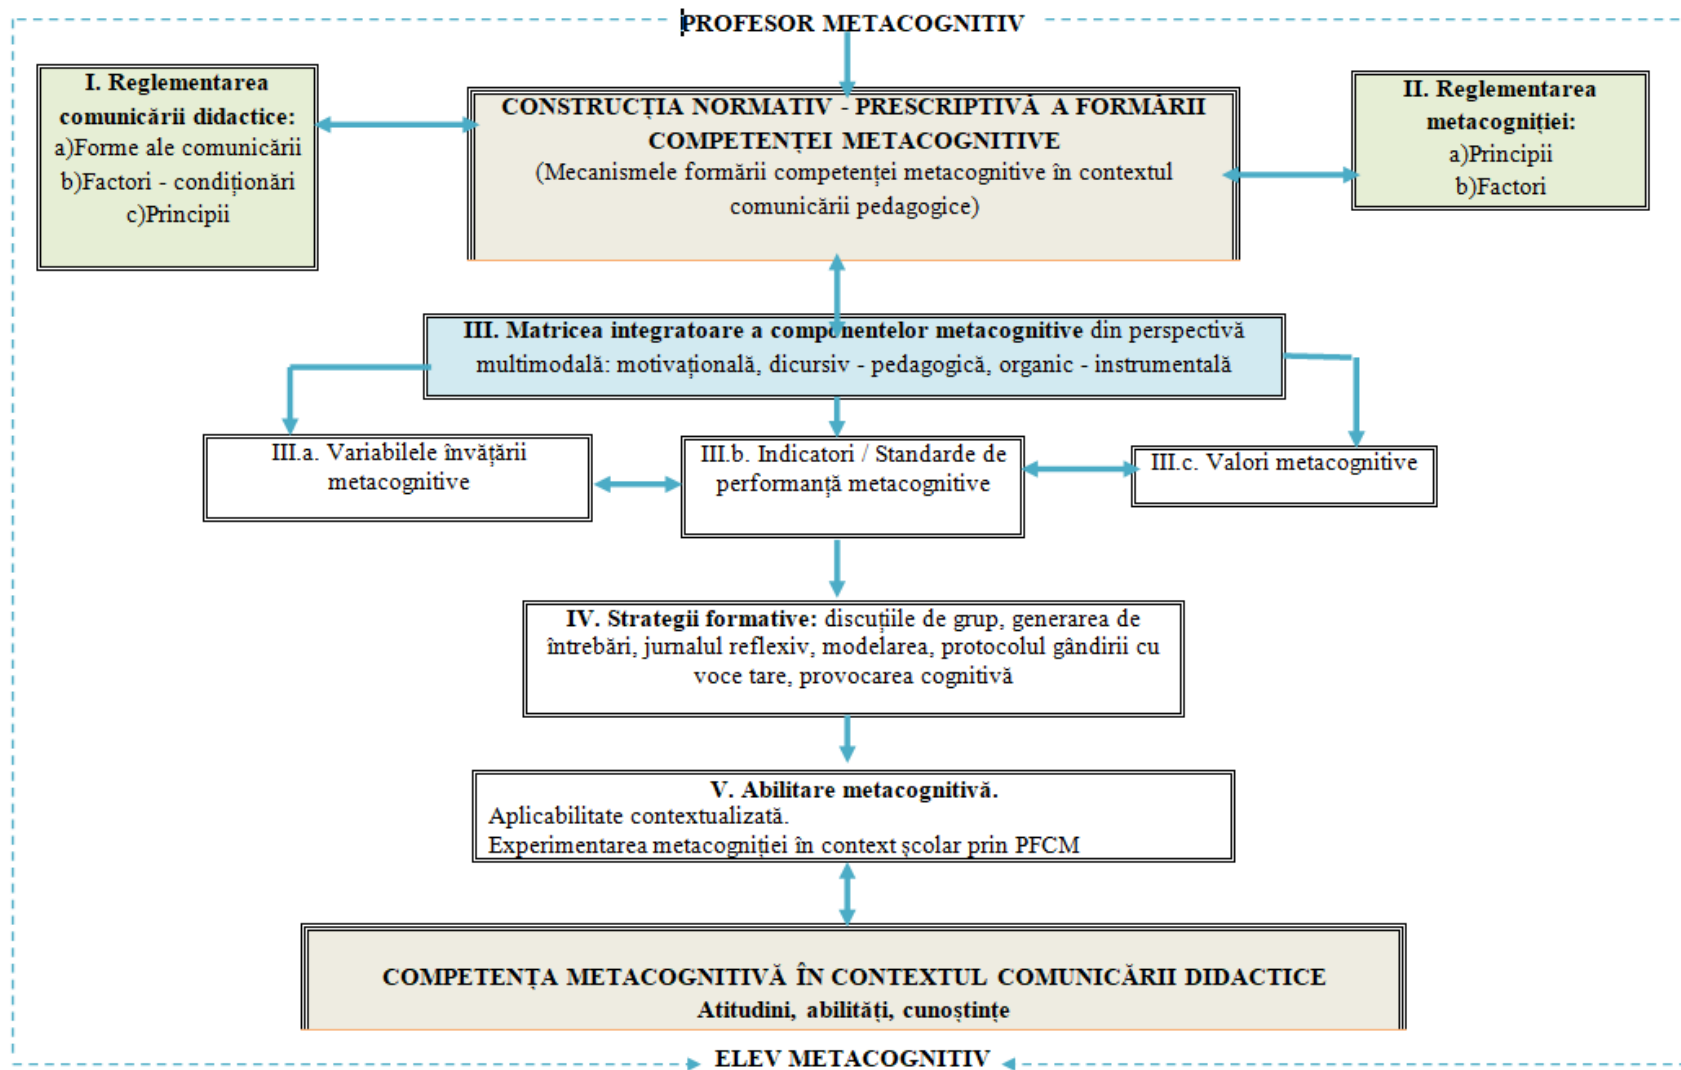 PROFESOR METACOGNITIV
I. Reglementarea
comunicării didactice:
a)Forme ale comunicării
b)Factori - condiționări
c)Principii
CONSTRUCȚIA NORMATIV - PRESCRIPTIVĂ A FORMĂRII
COMPETENȚEI METACOGNITIVE
(Mecanismele formării competenței metacognitive în contextul
comunicării pedagogice)
II. Reglementarea
metacogniției:
a)Principii
b)Factori
III. Matricea integratoare a componentelor metacognitive din perspectivă
multimodală: motivațională, dicursiv - pedagogică, organic - instrumentală
III.a. Variabilele învățării
metacognitive
III.b. Indicatori / Standarde de
performanță metacognitive
III.c. Valori metacognitive
IV. Strategii formative: discuțiile de grup, generarea de
întrebări, jurnalul reflexiv, modelarea, protocolul gândirii cu
voce tare, provocarea cognitivă
V. Abilitare metacognitivă.
Aplicabilitate contextualizată.
Experimentarea metacogniției în context școlar prin PFCM
COMPETENȚA METACOGNITIVĂ ÎN CONTEXTUL COMUNICĂRII DIDACTICE
Atitudini, abilități, cunoștințe
ELEV METACOGNITIV